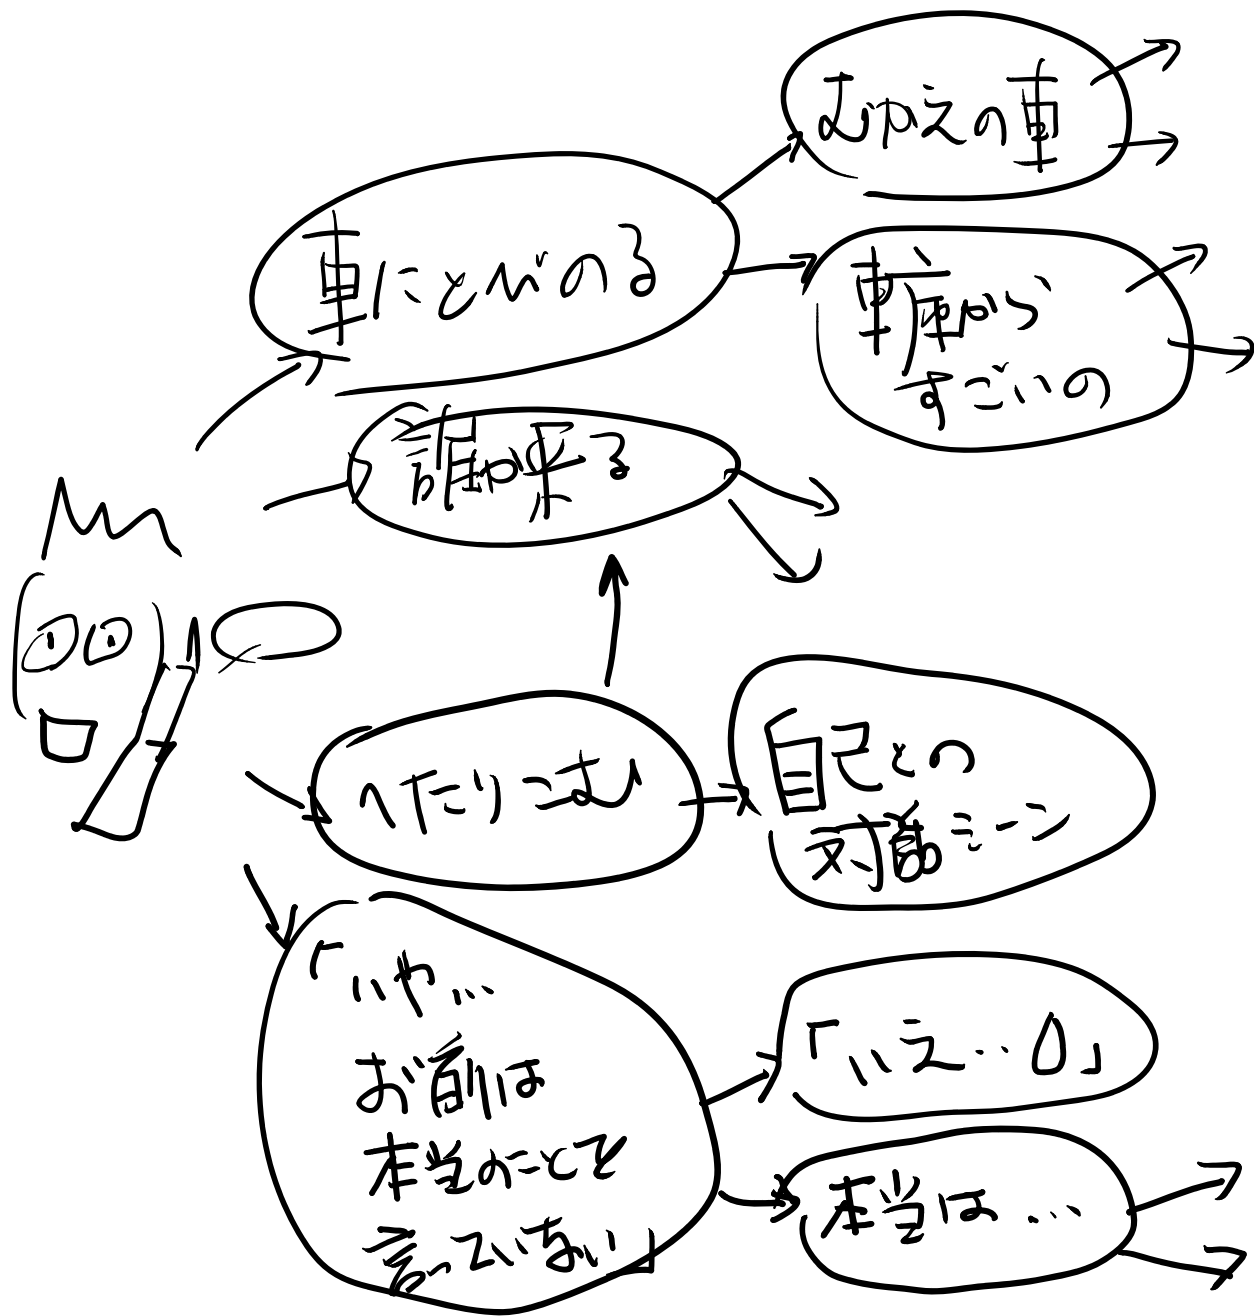 むかえの車
車にとびのる
車庫から
すごいの
誰か来る
へたりこむ
自己との
対話シーン
「いや…
お前は
本当のことを
言っていない」
「いえ…0」
本当は…